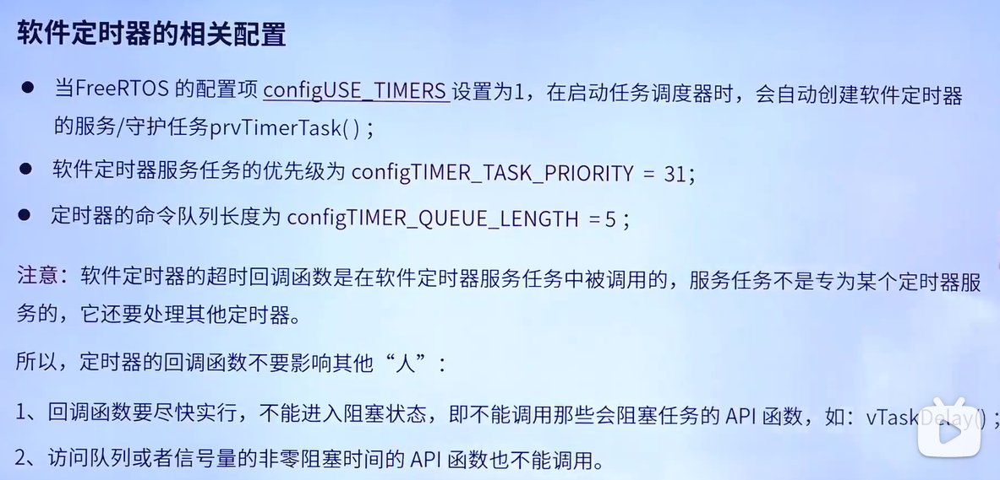 软件定时器的相关配置
● 当FreeRTOS 的配置项 configUSE_TIMERS 设置为1，在启动任务调度器时，会自动创建软件定时器
的服务/守护任务prvTimerTask( )；
● 软件定时器服务任务的优先级为 configTIMER_TASK_PRIORITY = 31;
● 定时器的命令队列长度为 configTIMER_QUEUE_LENGTH = 5；
注意：软件定时器的超时回调函数是在软件定时器服务任务中被调用的，服务任务不是专为某个定时器服
务的，它还要处理其他定时器。
所以，定时器的回调函数不要影响其他“人”：
1、回调函数要尽快实行，不能进入阻塞状态，即不能调用那些会阻塞任务的 API 函数，如：vTaskDelay()；
2、访问队列或者信号量的非零阻塞时间的 API 函数也不能调用。